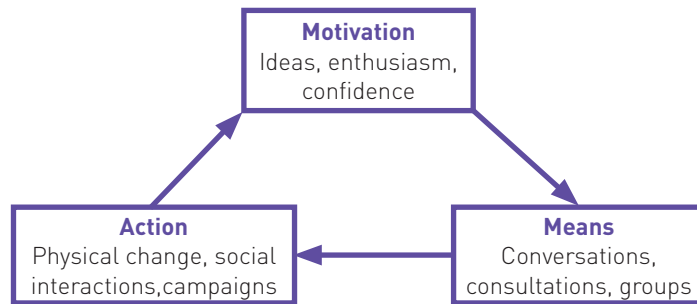 Motivation
Ideas, enthusiasm,
confidence
Action
Physical change, social
interactions,campaigns
Means
Conversations,
consultations, groups